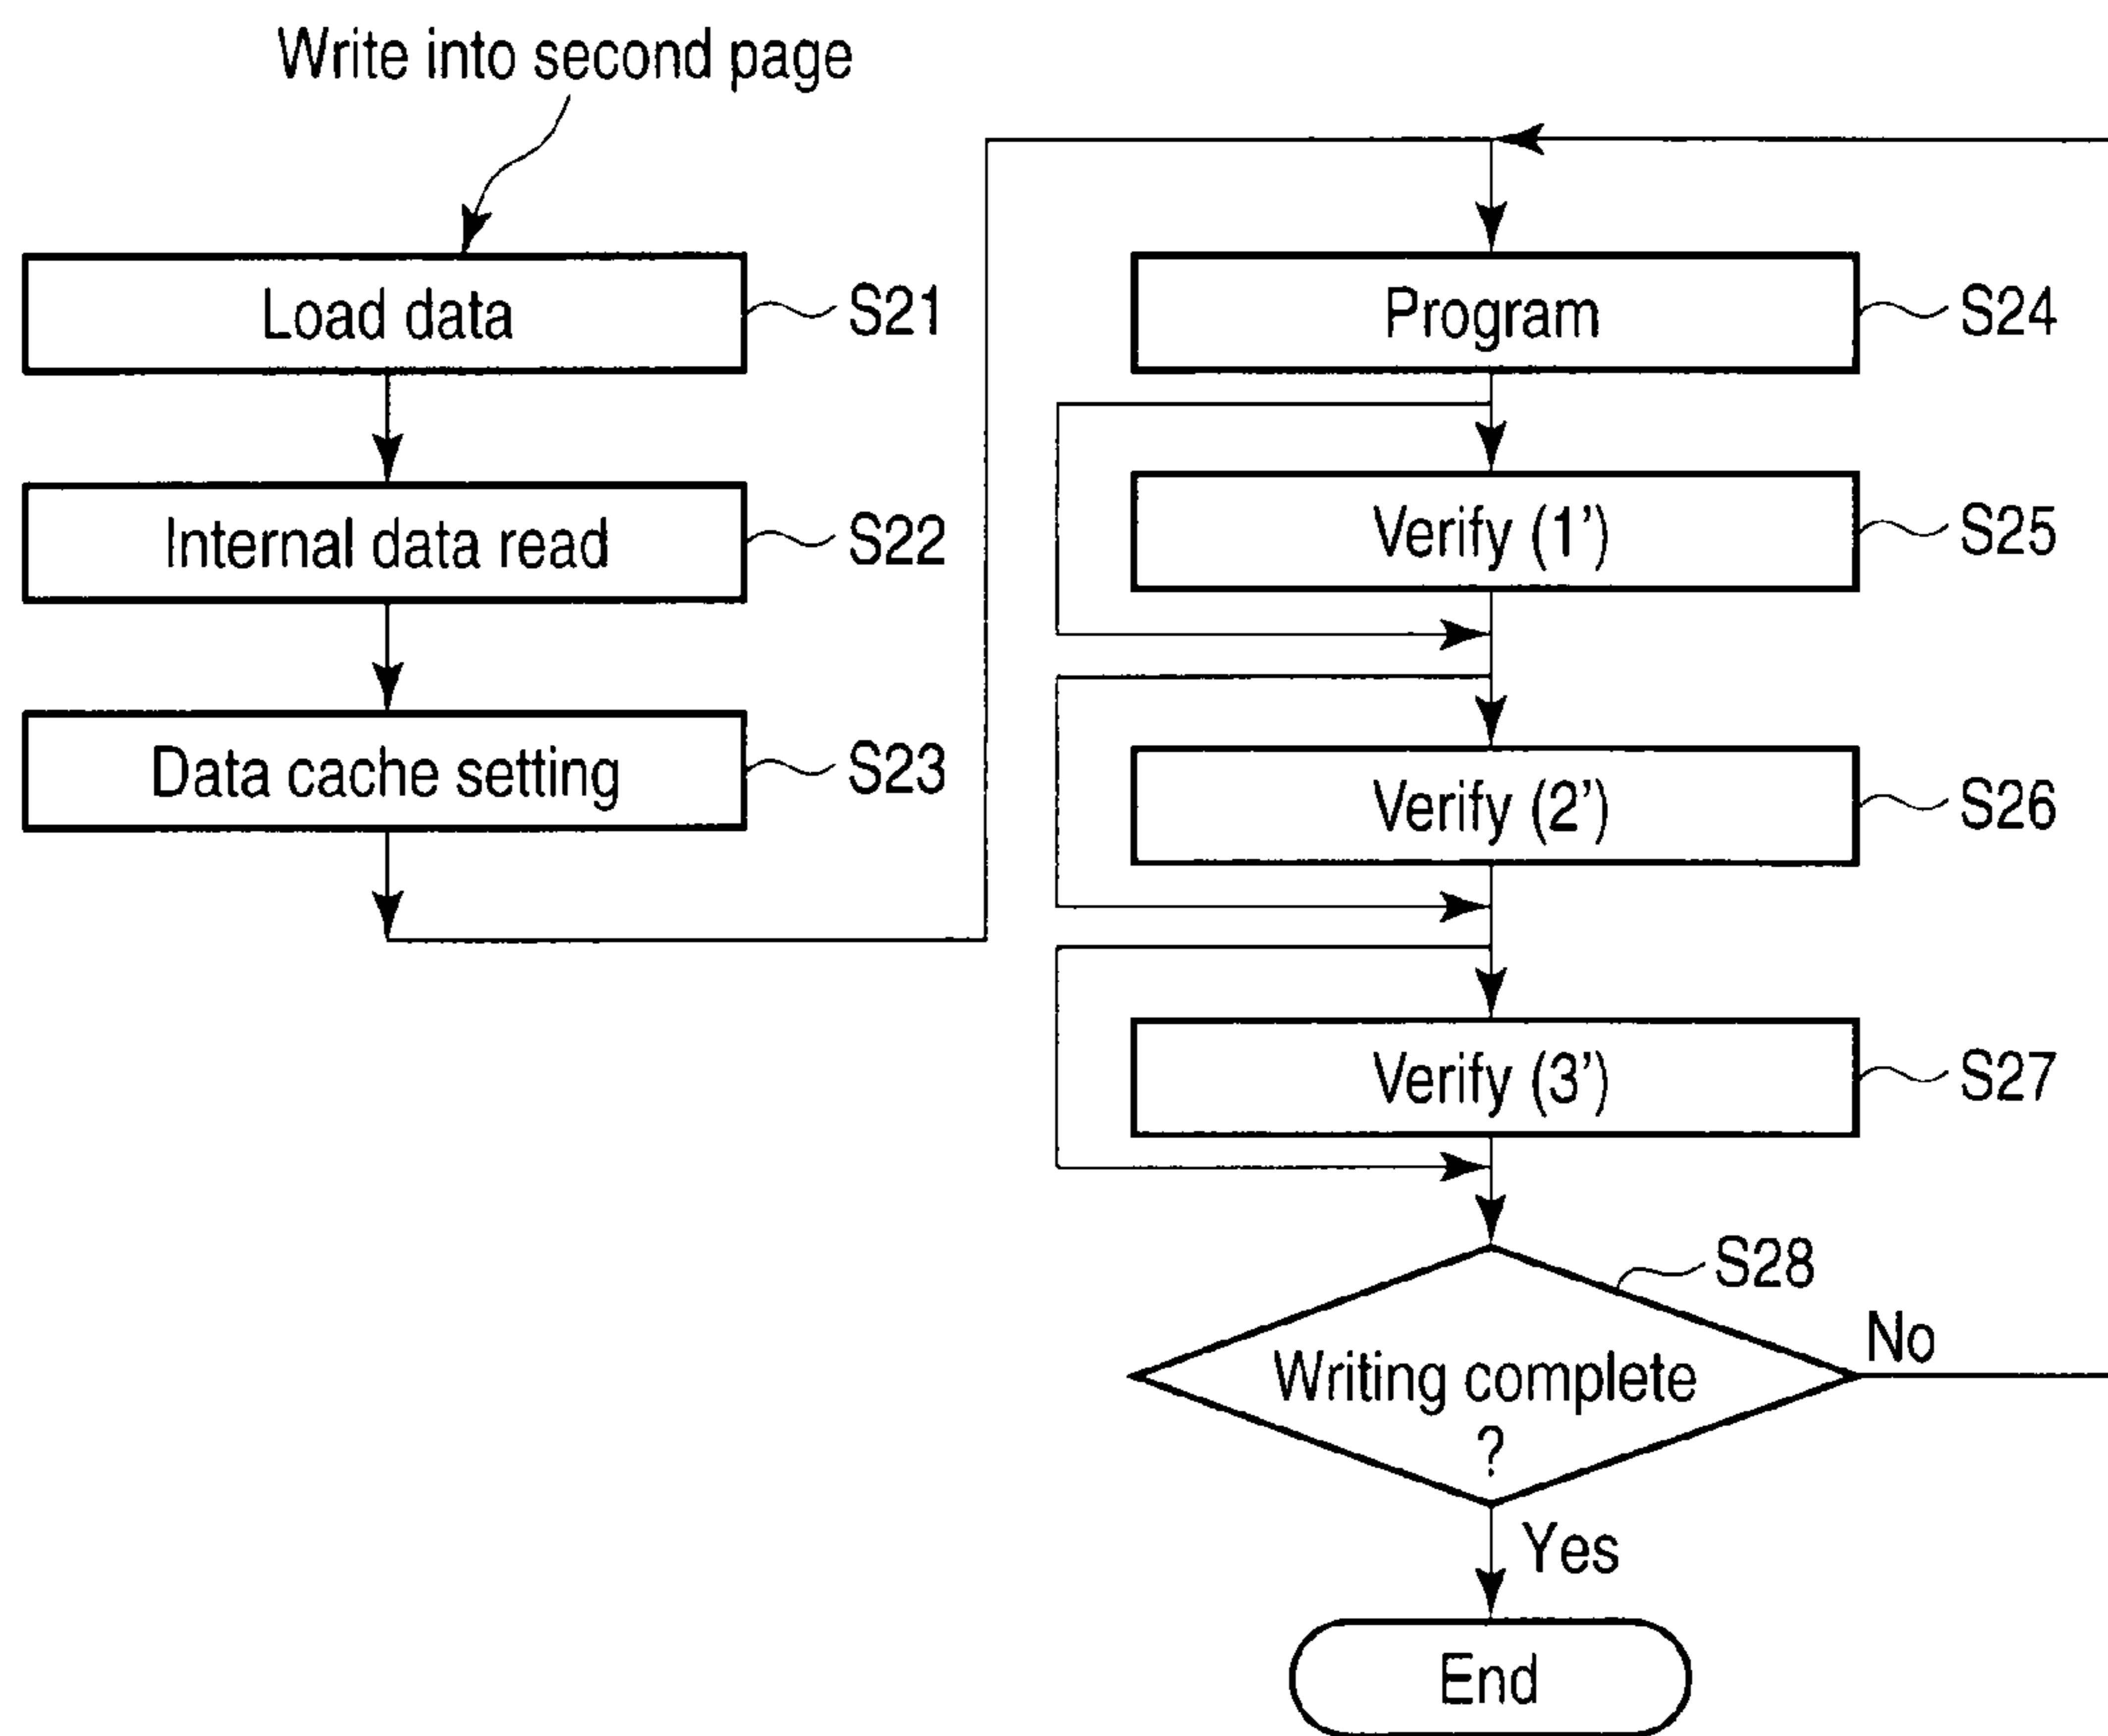 Write into second page
Load data
S21
Internal data read
S22
Data cache setting
S23
Program
S24
Verify (1’)
S25
Verify (2’)
S26
Verify (3’)
S27
S28
Writing complete
?
No
Yes
End